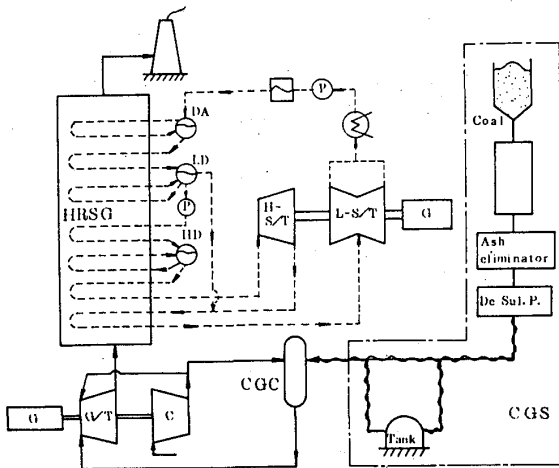 DA
LD
HRSG
P
HD
P
H-
S/T
L-S/T
G
Coal
Ash
eliminator
De Sul. P.
G
G/T
C
CGC
Tank
CGS